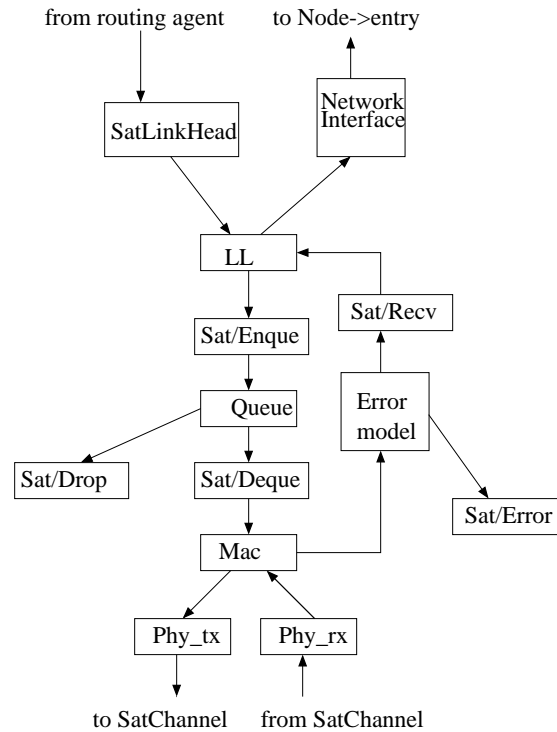 from routing agent
to Node->entry
SatLinkHead
Network
Interface
LL
Sat/Enque
Sat/Recv
Queue
Error
model
Sat/Drop
Sat/Deque
Sat/Error
Mac
Phy_tx
Phy_rx
to SatChannel
from SatChannel